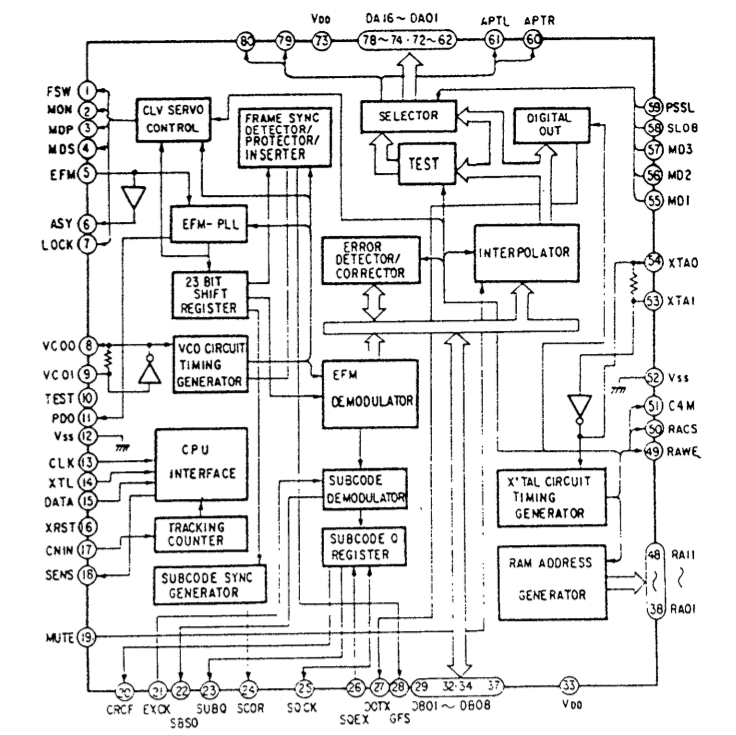 VDD DA16~DA01 APTL APTR
80 79 73 78~74·72~62 61 60
FSW 1
MON 2
MDP 3
MDS 4
EFM 5
ASY 6
LOCK 7
VCO0 8
VCO1 9
TEST 10
PDO 11
Vss 12
CLK 13
XTL 14
DATA 15
XRST 16
CNIN 17
SENS 18
MUTE 19
CLV SERVO
CONTROL
FRAME SYNC
DETECTOR/
PROTECTOR/
INSERTER
SELECTOR
DIGITAL
OUT
TEST
EFM-PLL
ERROR
DETECTOR/
CORRECTOR
INTERPOLATOR
23 BIT
SHIFT
REGISTER
VCO CIRCUIT
TIMING
GENERATOR
EFM
DEMODULATOR
CPU
INTERFACE
SUBCODE
DEMODULATOR
X'TAL CIRCUIT
TIMING
GENERATOR
TRACKING
COUNTER
SUBCODE Q
REGISTER
SUBCODE SYNC
GENERATOR
RAM ADDRESS
GENERATOR
59 PSSL
58 SLOB
57 MD3
56 MD2
55 MD1
54 XTAO
53 XTAI
52 Vss
51 C4M
50 RACS
49 RAWE
48 RA11
38 RA01
20 21 22 23 24 25 26 27 28 29 32·34 37 33
CRCF EXCK SBSO SUBQ SCOR SQCK SQEX DOTX GFS DB01~DB08 VDD